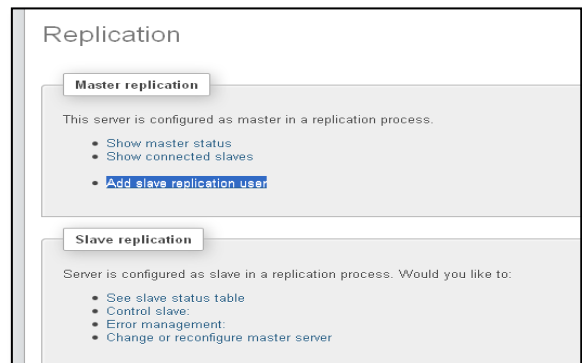 Replication
Master replication
This server is configured as master in a replication process.
Show master status
Show connected slaves
Add slave replication user
Slave replication
Server is configured as slave in a replication process. Would you like to:
See slave status table
Control slave:
Error management:
Change or reconfigure master server